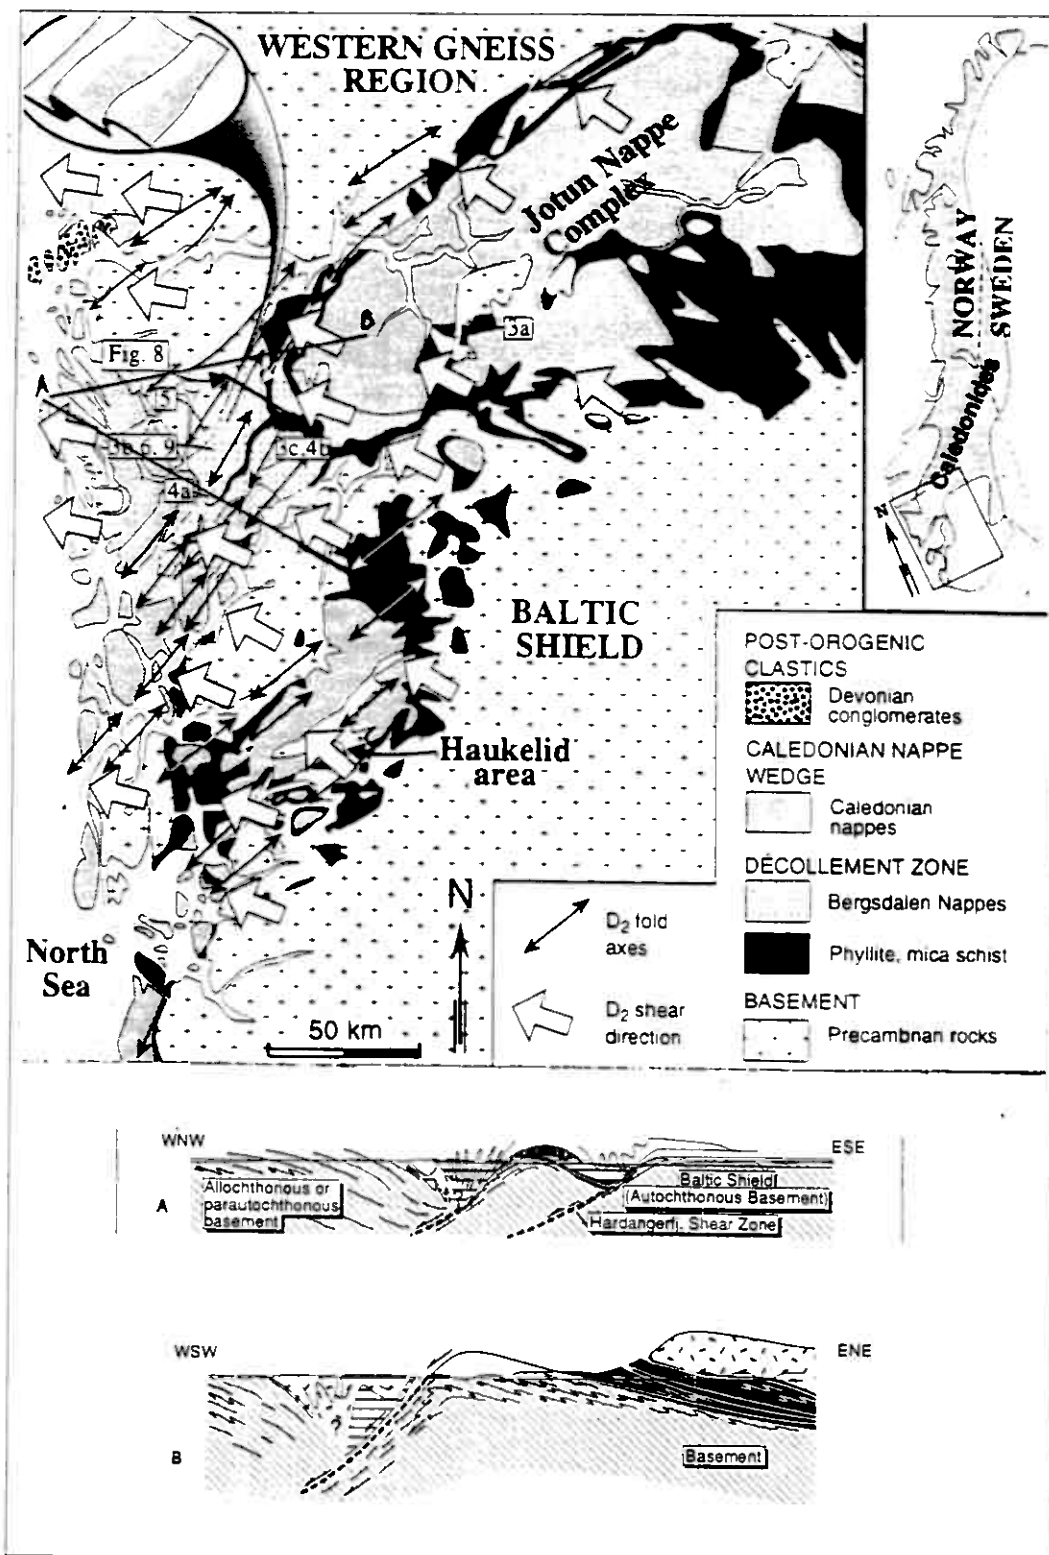 WESTERN GNEISS
REGION
Jotun Nappe
Complex
B
3a
Fig. 8
A
5
3b, 6, 9
3c, 4b
4a
BALTIC
SHIELD
Haukelid
area
North
Sea
N
50 km
NORWAY
SWEDEN
Caledonides
N
D2 fold
axes
D2 shear
direction
POST-OROGENIC
CLASTICS
Devonian
conglomerates
CALEDONIAN NAPPE
WEDGE
Caledonian
nappes
DÉCOLLEMENT ZONE
Bergsdalen Nappes
Phyllite, mica schist
BASEMENT
Precambrian rocks
WNW
ESE
A
Allochthonous or
parautochthonous
basement
Baltic Shield
(Autochthonous Basement)
Hardangerfj. Shear Zone
WSW
ENE
B
Basement